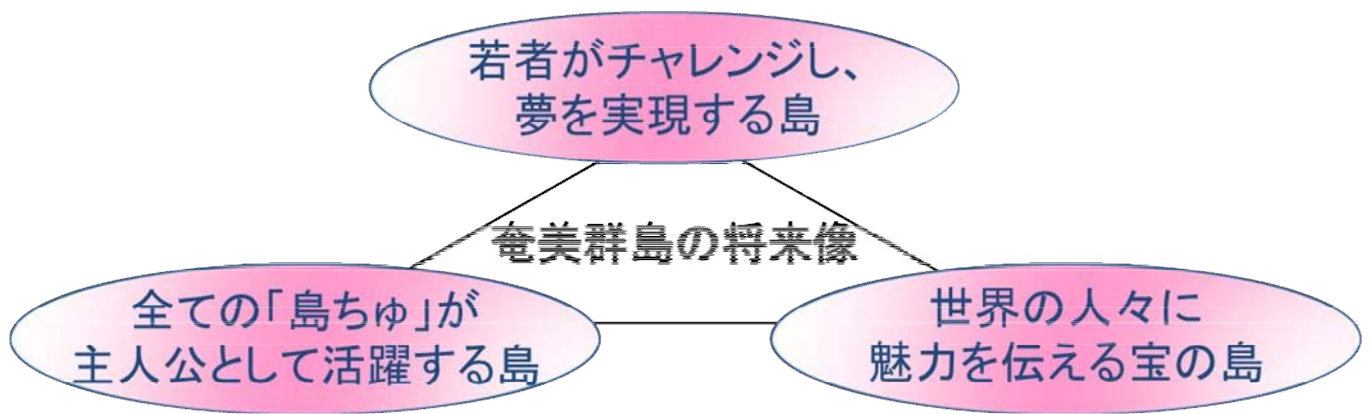 若者がチャレンジし、
夢を実現する島
奄美群島の将来像
全ての「島ちゅ」が
主人公として活躍する島
世界の人々に
魅力を伝える宝の島